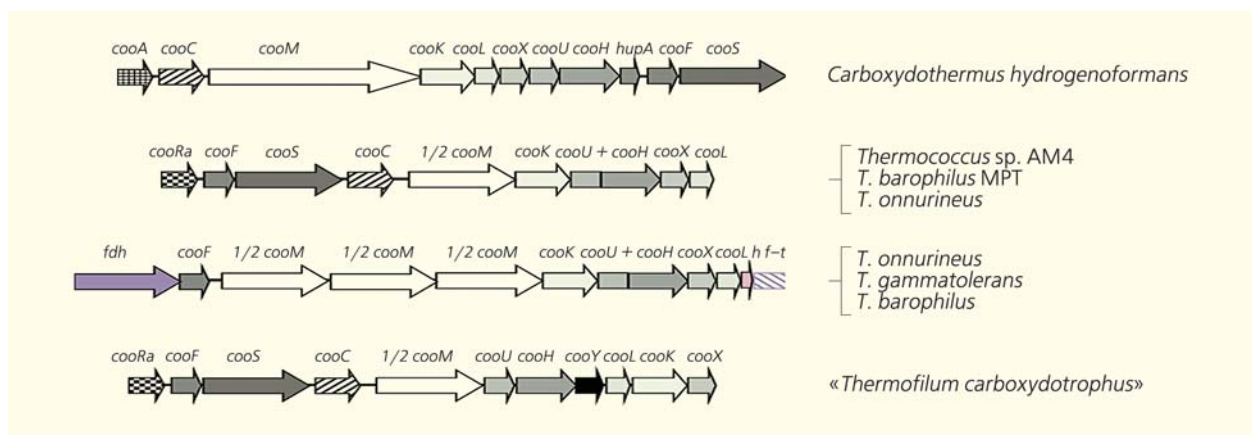 cooA cooC cooM cooK cooL cooX cooU cooH hupA cooF cooS
Carboxydothermus hydrogenoformans
cooRa cooF cooS cooC 1/2 cooM cooK cooU + cooH cooX cooL
Thermococcus sp. AM4
T. barophilus MPT
T. onnurineus
fdh cooF 1/2 cooM 1/2 cooM 1/2 cooM cooK cooU + cooH cooX cooL h f–t
T. onnurineus
T. gammatolerans
T. barophilus
cooRa cooF cooS cooC 1/2 cooM cooU cooH cooY cooL cooK cooX
«Thermofilum carboxydotrophus»